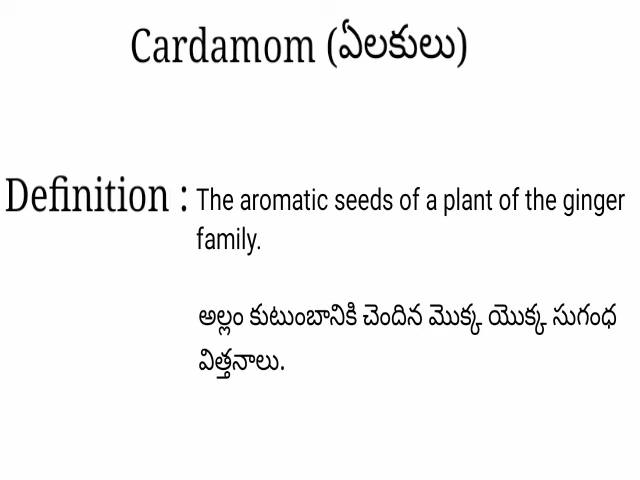 Cardamom (ఏలకులు)
Definition : The aromatic seeds of a plant of the ginger
family.
అల్లం కుటుంబానికి చెందిన మొక్క యొక్క సుగంధ
విత్తనాలు.